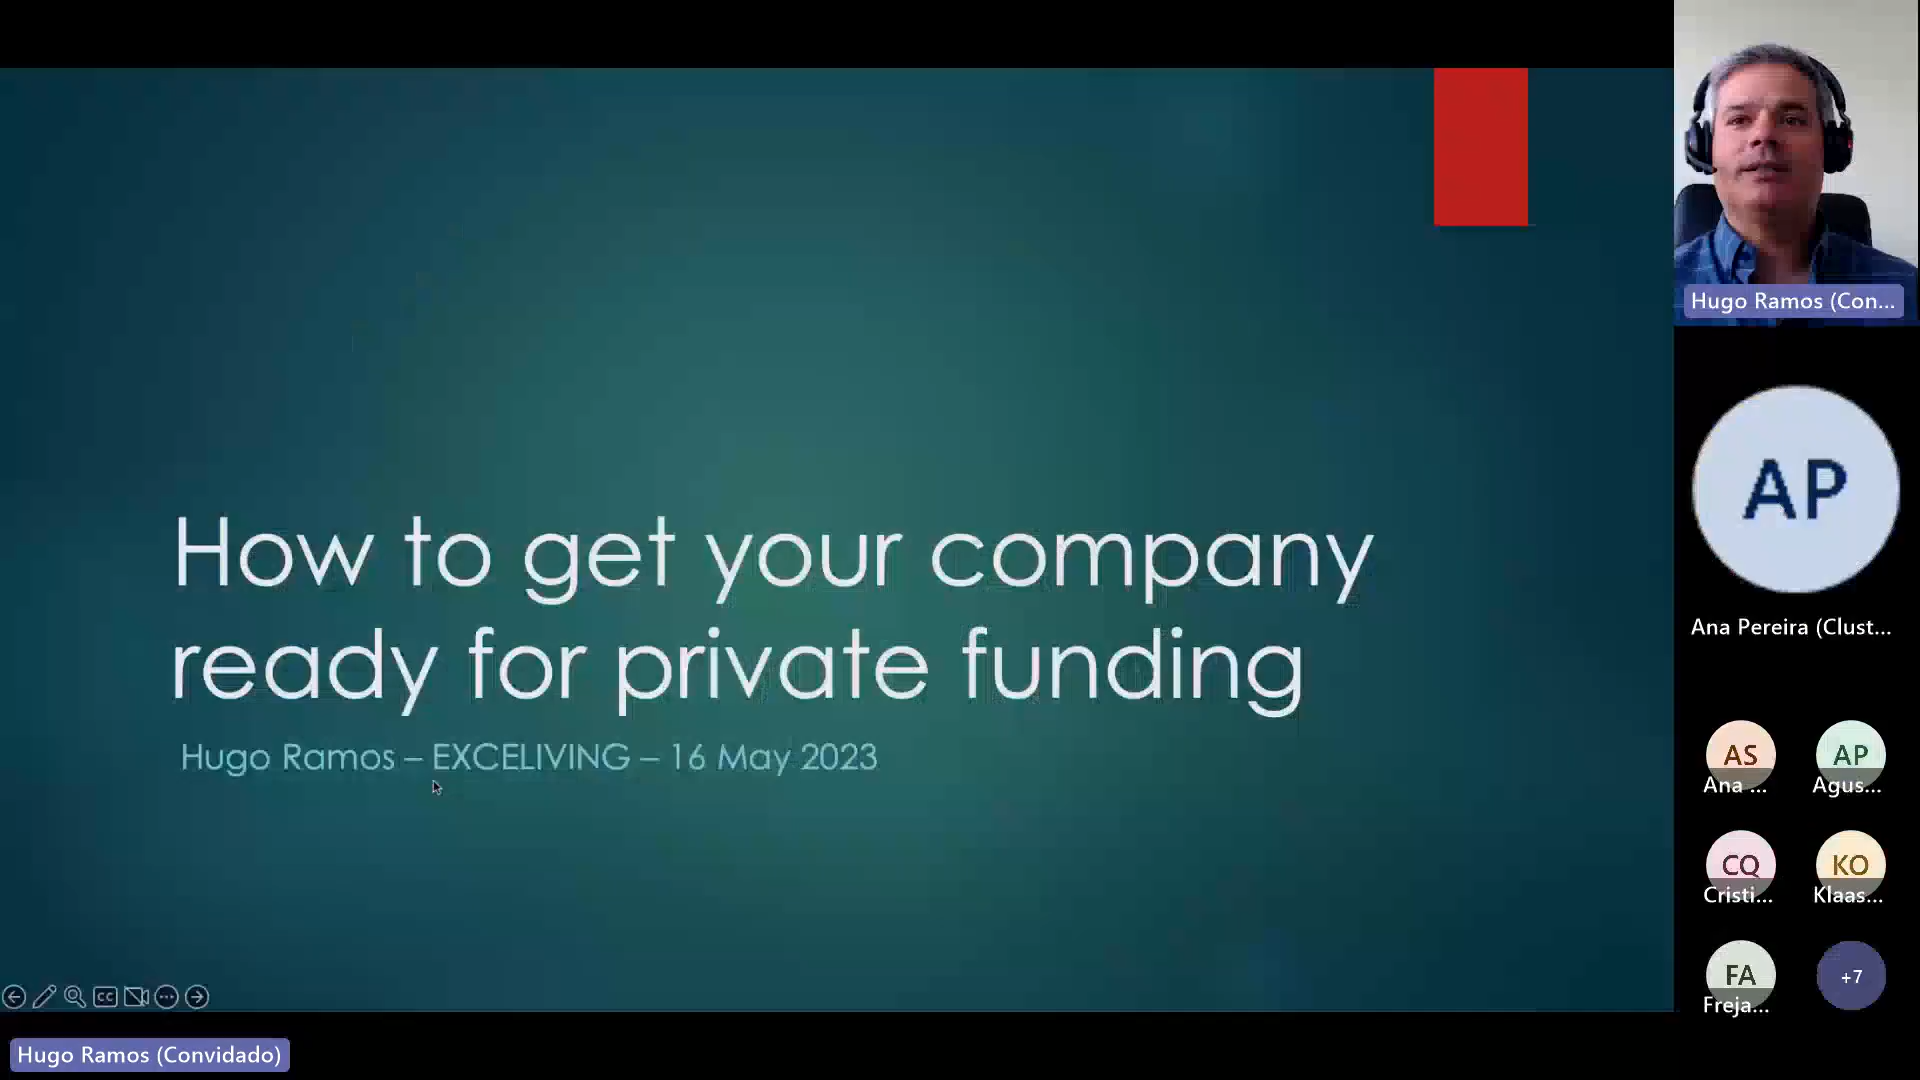 How to get your company
ready for private funding
Hugo Ramos – EXCELIVING – 16 May 2023
CC
Hugo Ramos (Convidado)
Hugo Ramos (Con...
AP
Ana Pereira (Clust...
AS
Ana ...
AP
Agus...
CQ
Cristi...
KO
Klaas...
FA
Freja...
+7